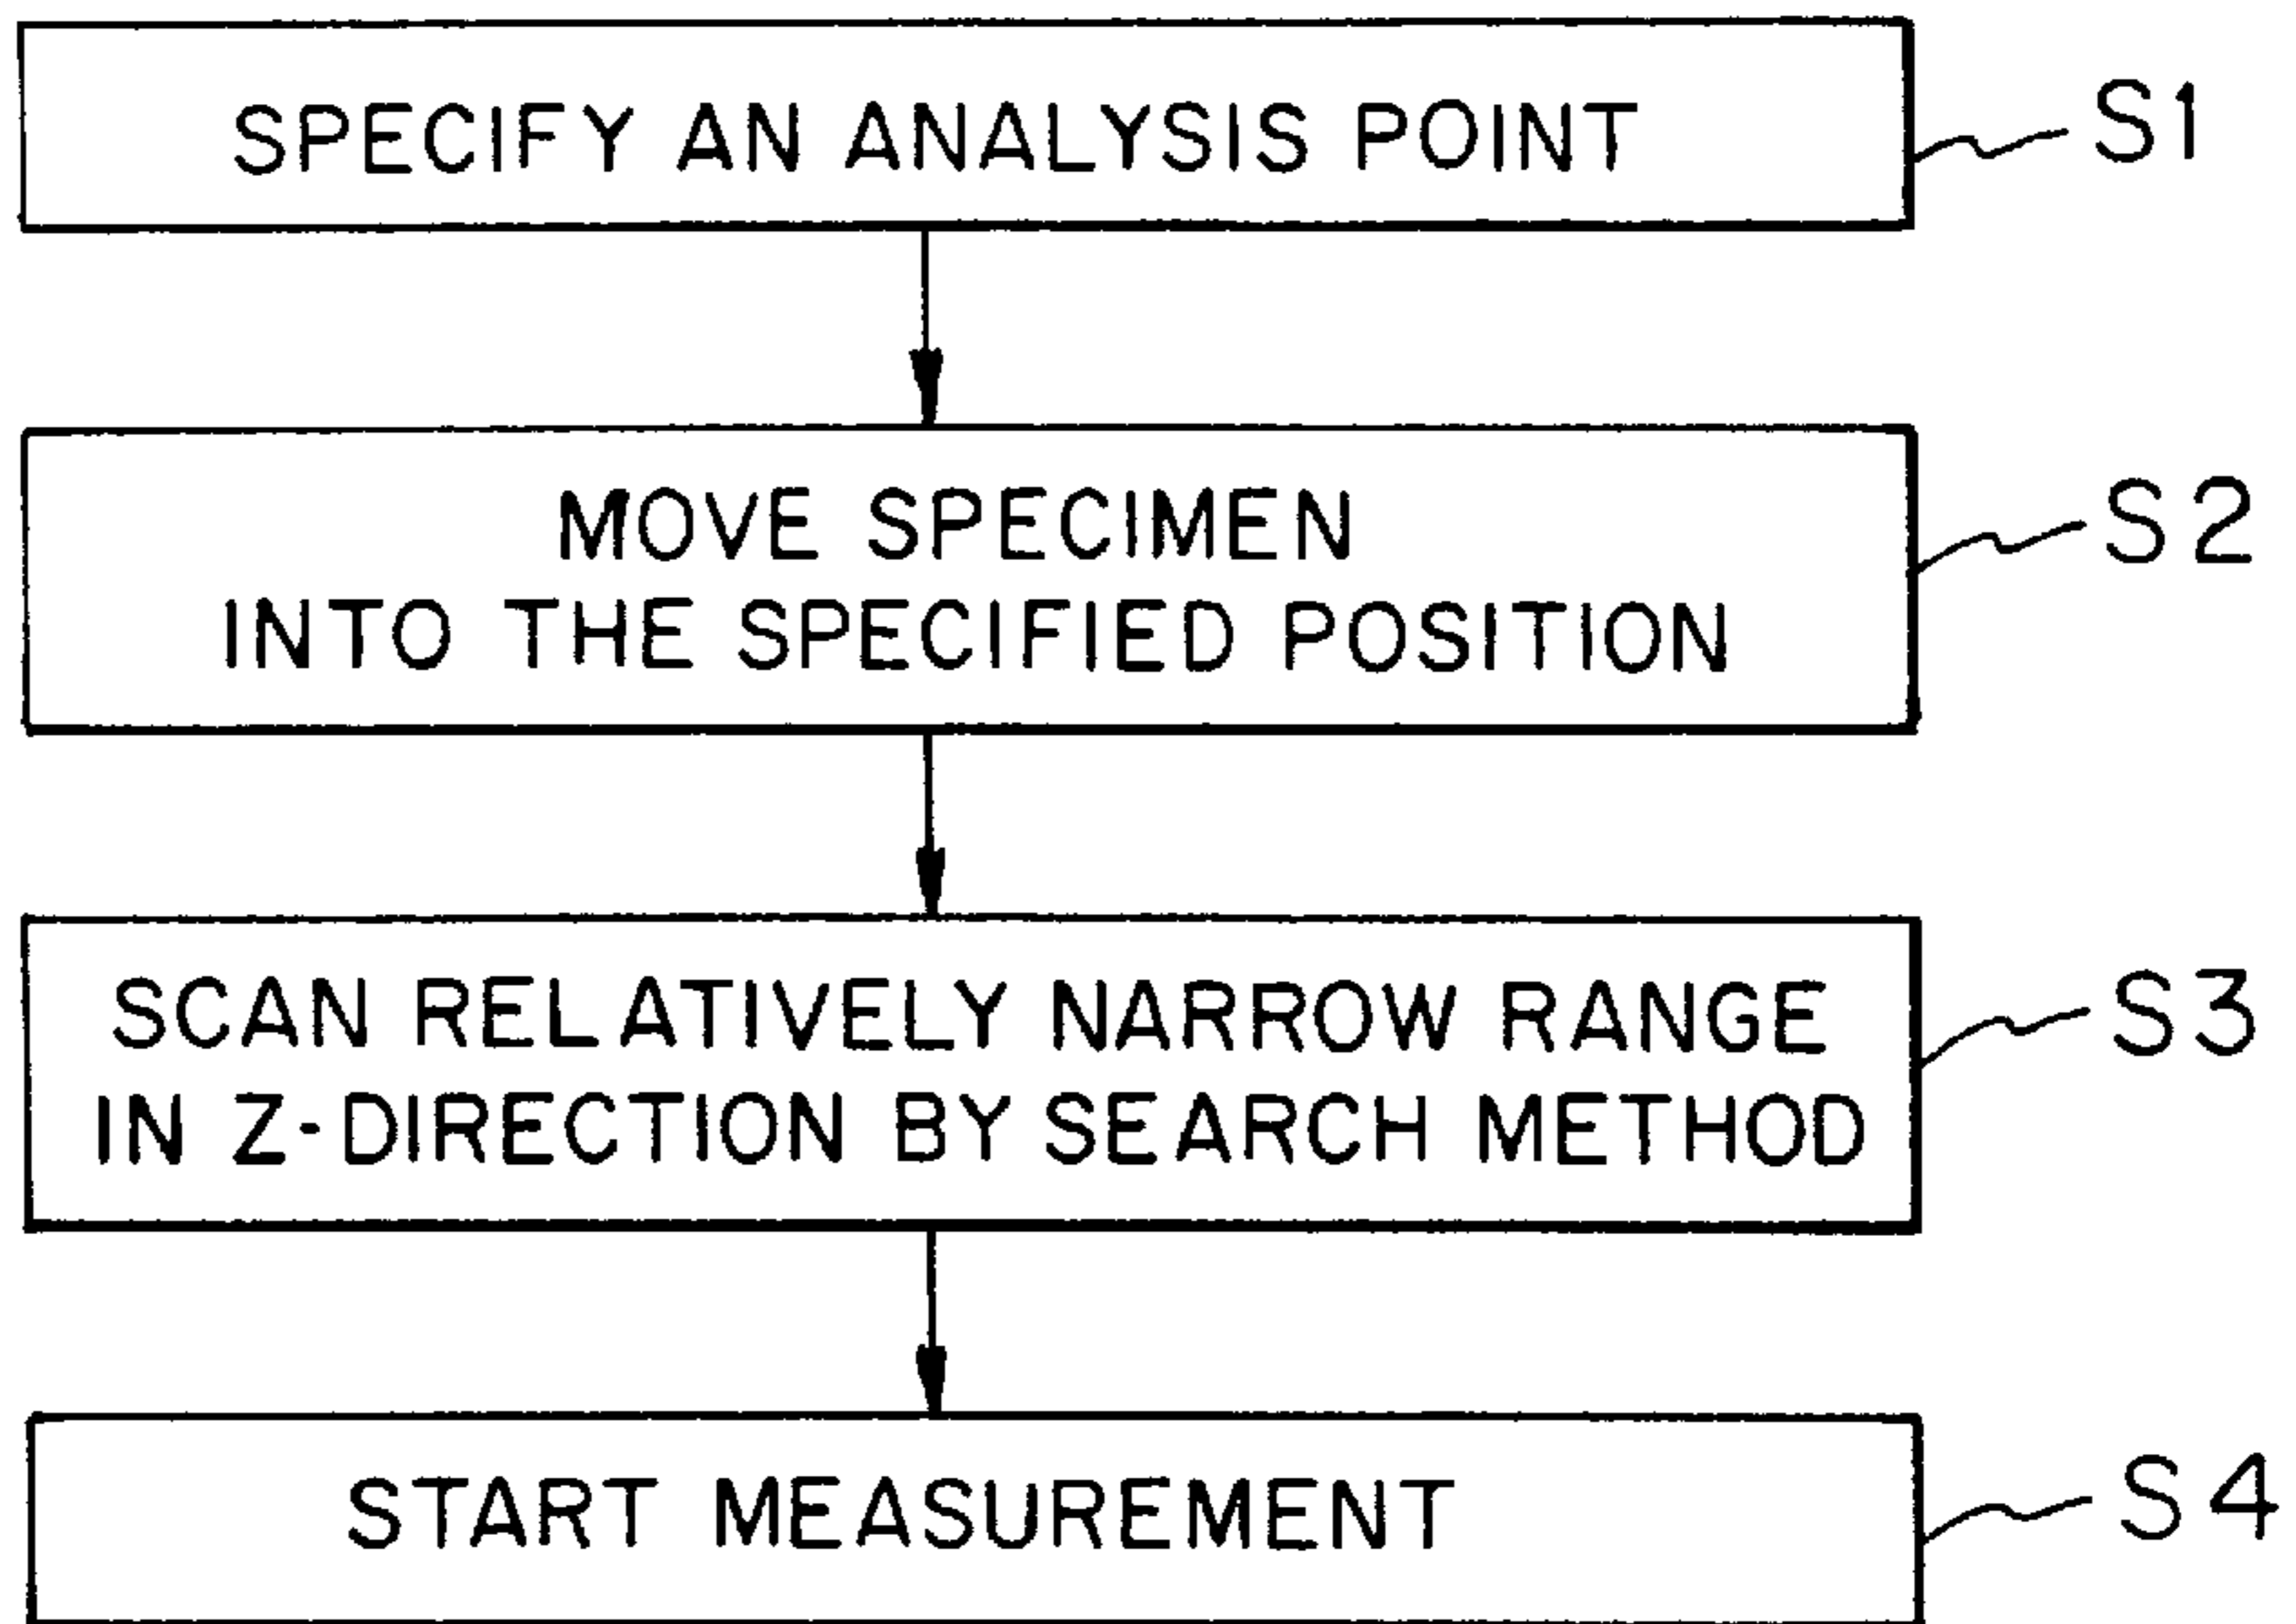 SPECIFY AN ANALYSIS POINT
S1
MOVE SPECIMEN
INTO THE SPECIFIED POSITION
S2
SCAN RELATIVELY NARROW RANGE
IN Z-DIRECTION BY SEARCH METHOD
S3
START MEASUREMENT
S4